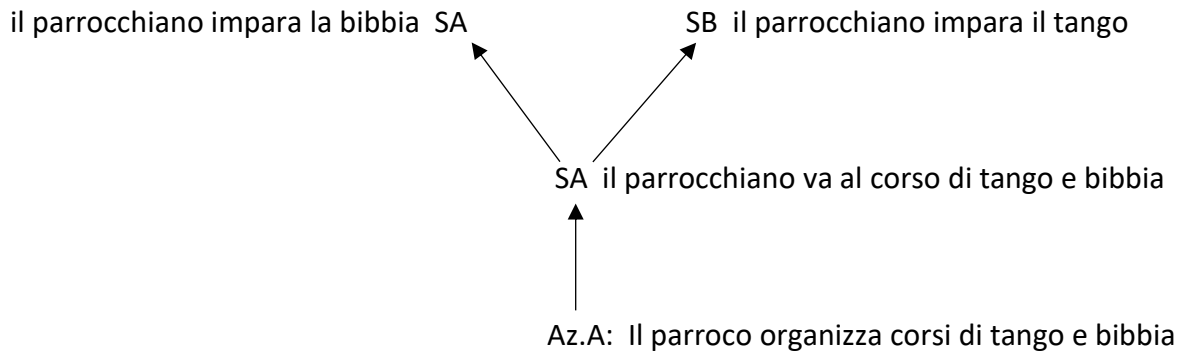 il parrocchiano impara la bibbia SA
SB il parrocchiano impara il tango
SA il parrocchiano va al corso di tango e bibbia
Az.A: Il parroco organizza corsi di tango e bibbia